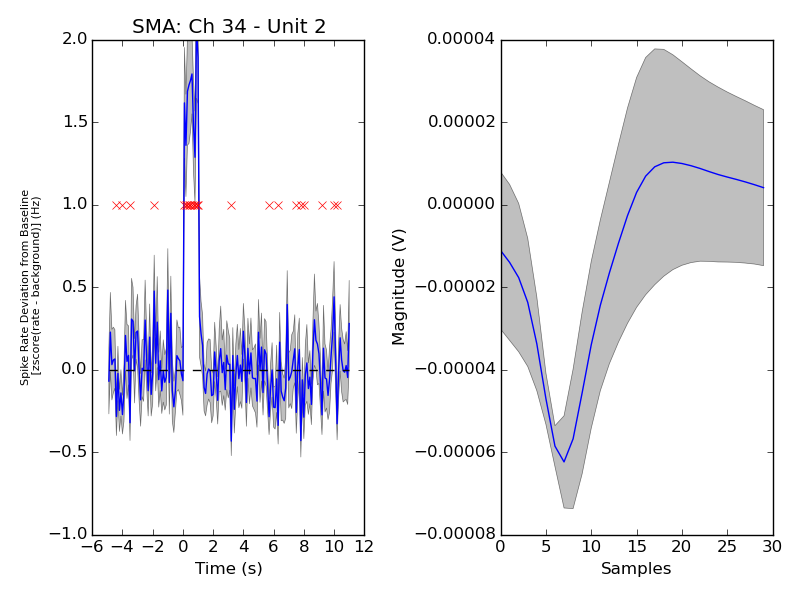 SMA: Ch 34 - Unit 2
Spike Rate Deviation from Baseline
[zscore(rate - background)] (Hz)
2.0
1.5
1.0
0.5
0.0
−0.5
−1.0
−6 −4 −2 0 2 4 6 8 10 12
Time (s)
Magnitude (V)
0.00004
0.00002
0.00000
−0.00002
−0.00004
−0.00006
−0.00008
0 5 10 15 20 25 30
Samples